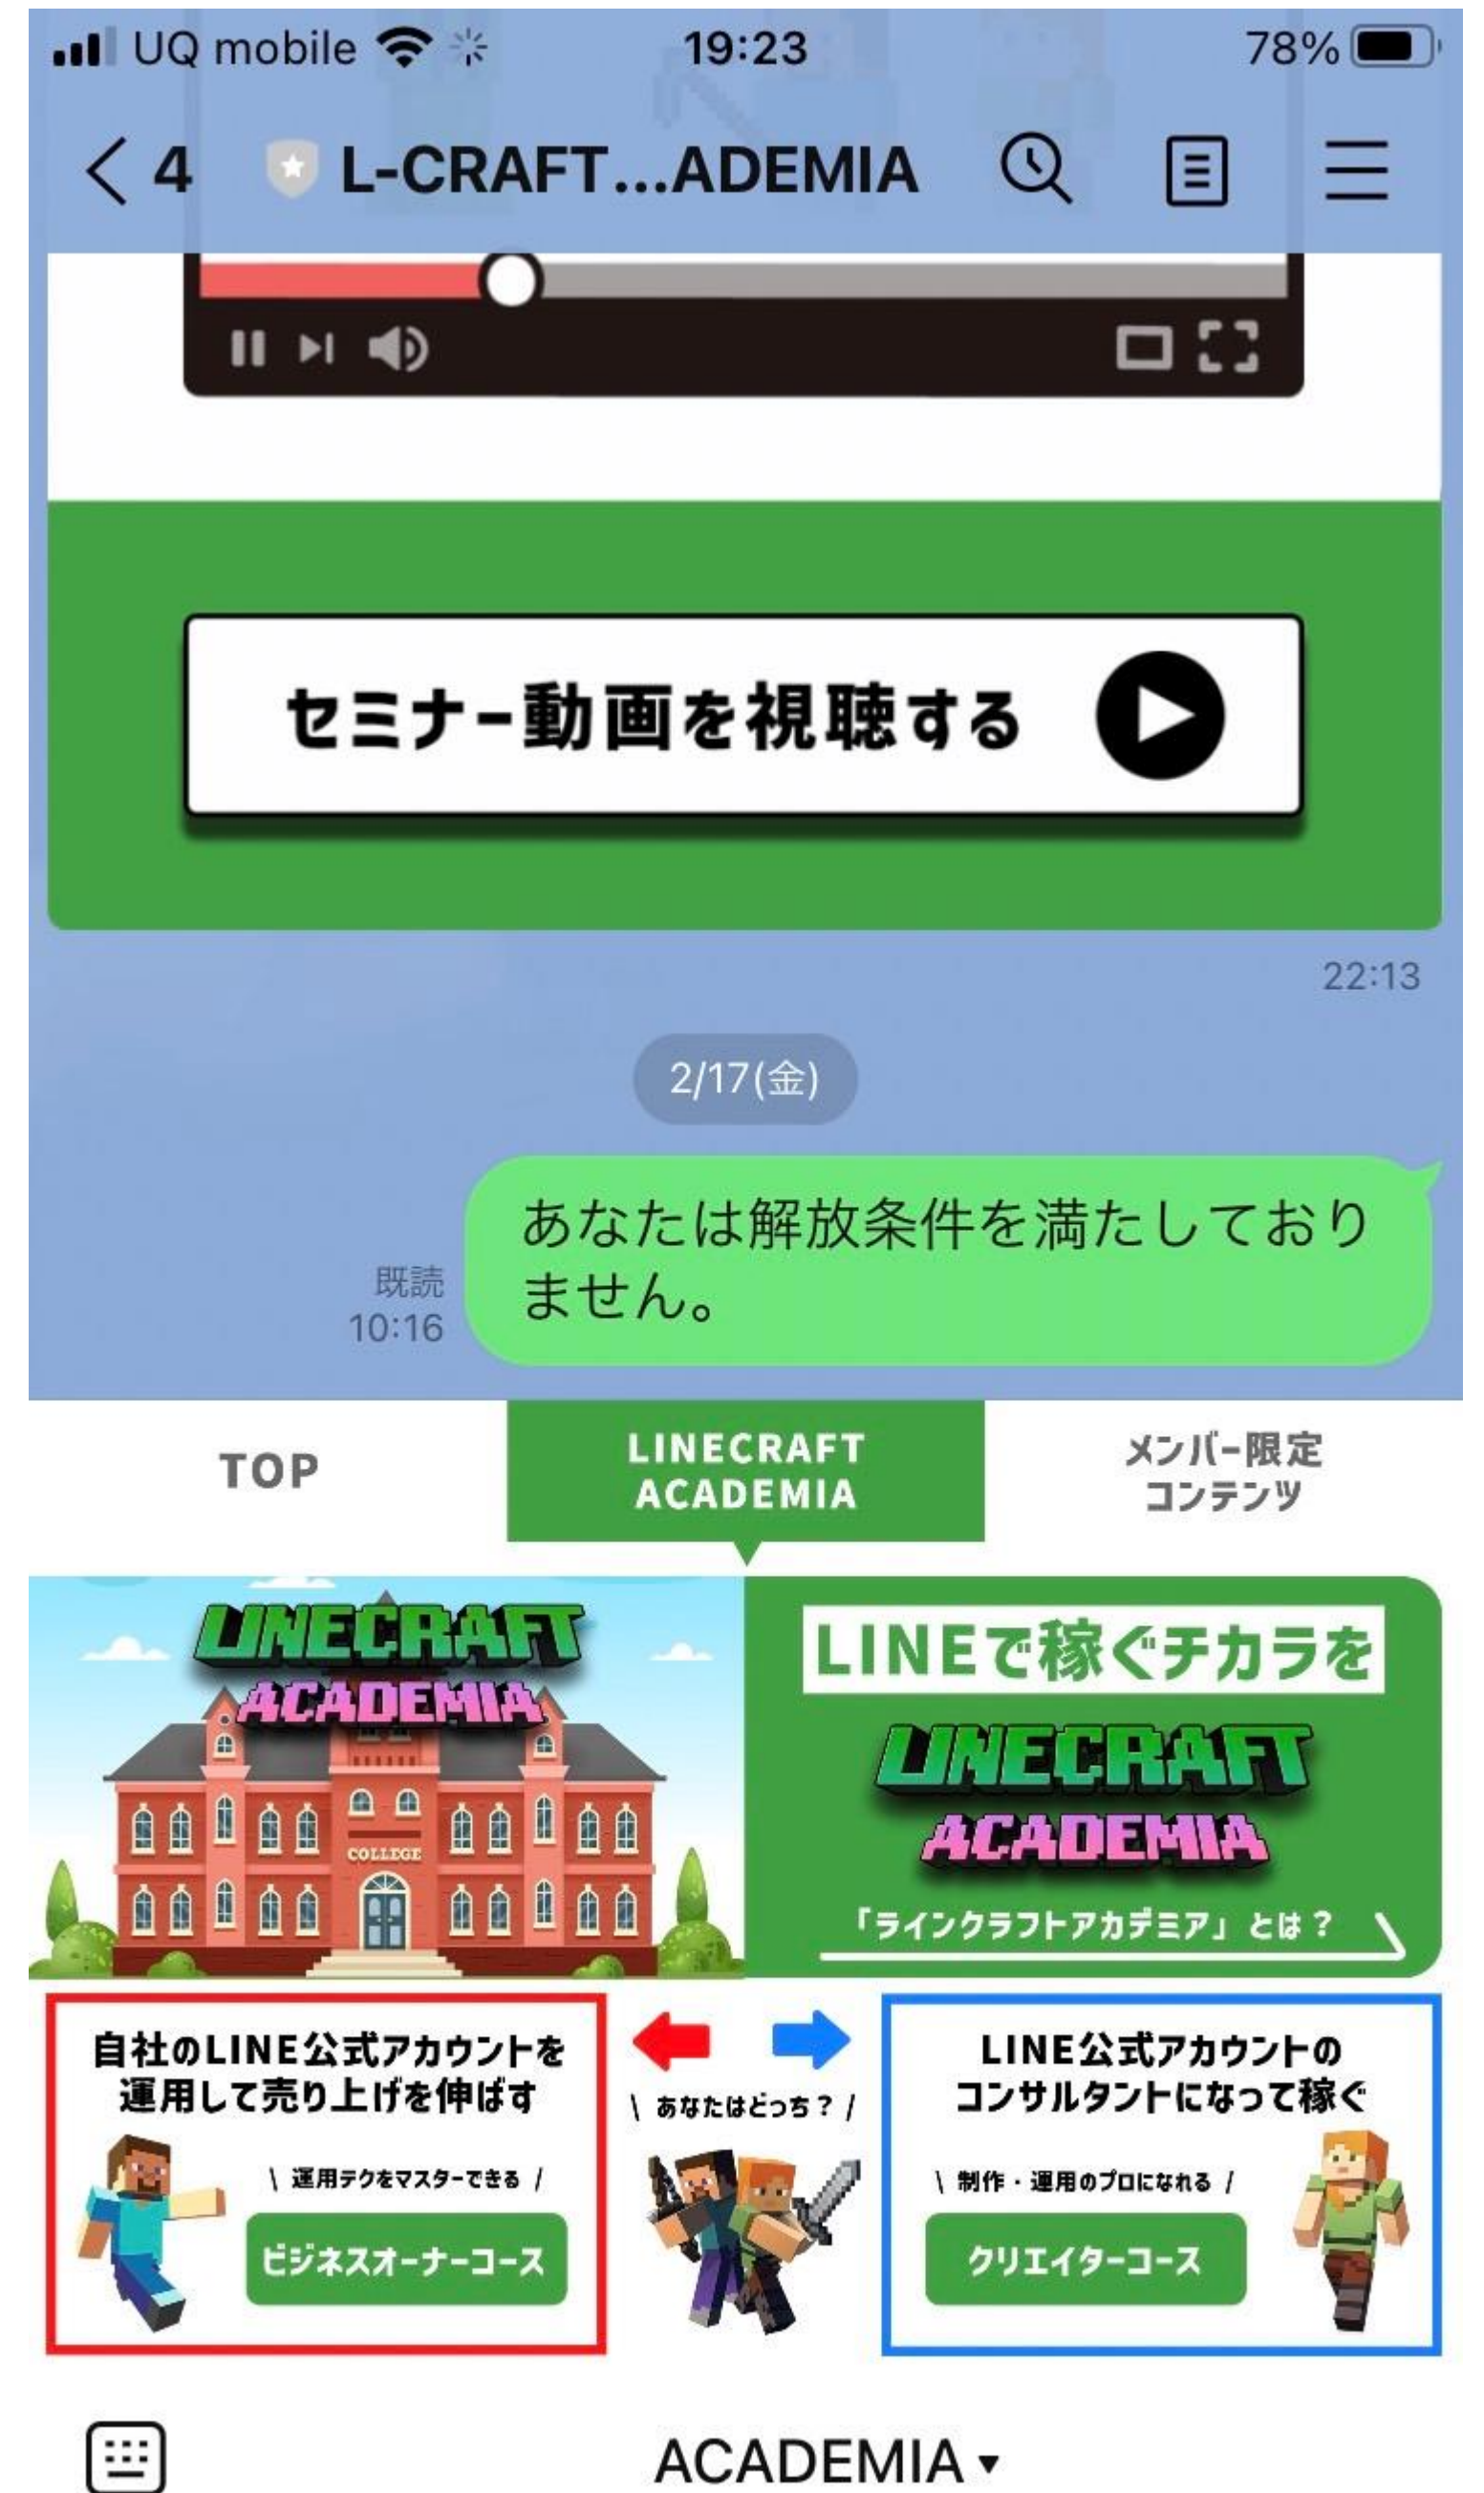 UQ mobile 19:23 78%
4 L-CRAFT...ADEMIA
セミナー動画を視聴する
22:13
2/17(金)
あなたは解放条件を満たしており
ません。
既読
10:16
TOP
LINECRAFT
ACADEMIA
メンバー限定
コンテンツ
LINECRAFT
ACADEMIA
COLLEGE
LINEで稼ぐチカラを
LINECRAFT
ACADEMIA
「ラインクラフトアカデミア」とは？
自社のLINE公式アカウントを
運用して売り上げを伸ばす
\ 運用テクをマスターできる /
ビジネスオーナーコース
\ あなたはどっち？ /
LINE公式アカウントの
コンサルタントになって稼ぐ
\ 制作・運用のプロになれる /
クリエイターコース
ACADEMIA▾